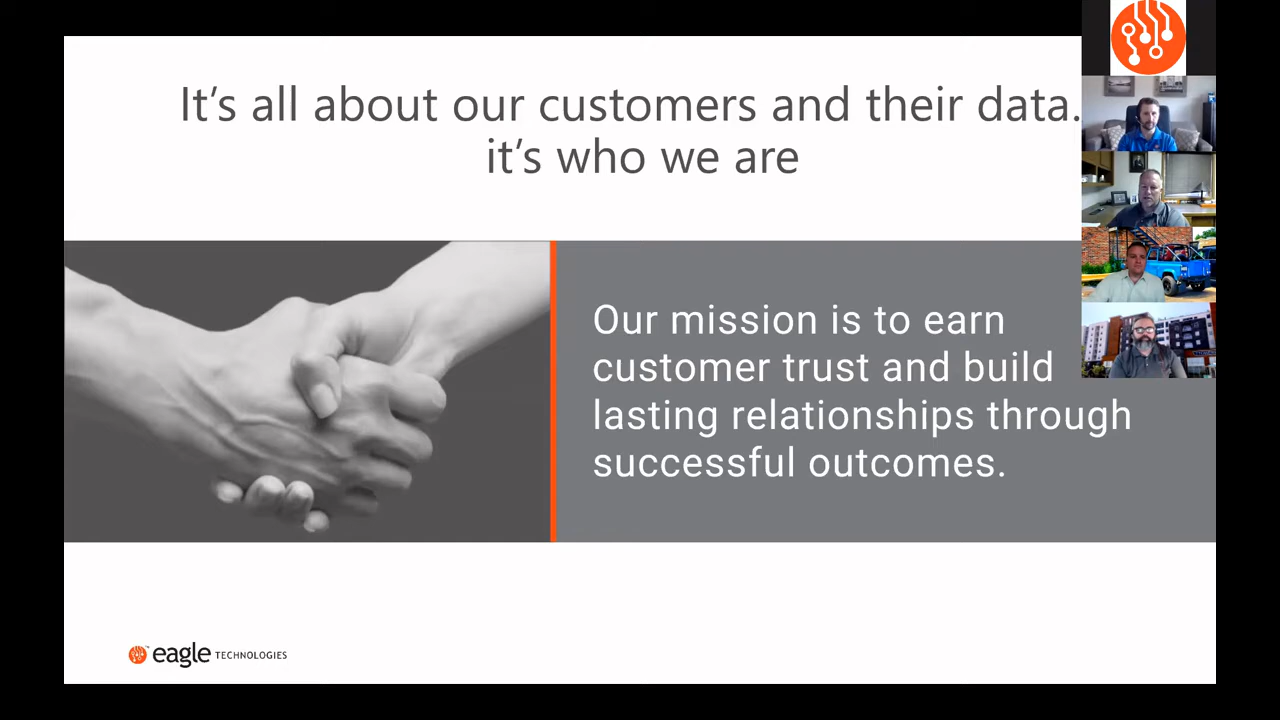 It's all about our customers and their data.
it's who we are
Our mission is to earn
customer trust and build
lasting relationships through
successful outcomes.
eagle TECHNOLOGIES